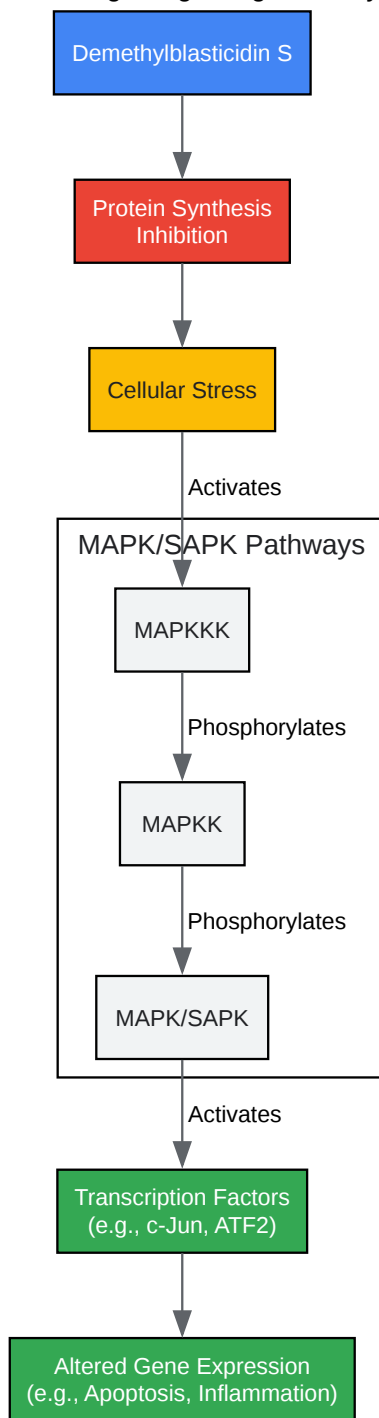 Demethylblasticidin S
Protein Synthesis
Inhibition
Cellular Stress
Activates
MAPK/SAPK Pathways
MAPKKK
Phosphorylates
MAPKK
Phosphorylates
MAPK/SAPK
Activates
Transcription Factors
(e.g., c-Jun, ATF2)
Altered Gene Expression
(e.g., Apoptosis, Inflammation)